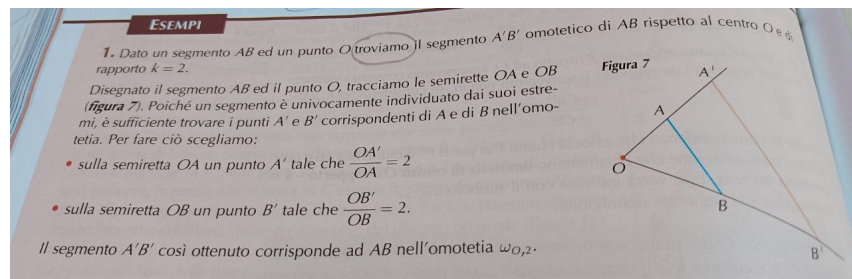 ESEMPI
1. Dato un segmento AB ed un punto O troviamo il segmento A'B' omotetico di AB rispetto al centro O e di
rapporto k = 2.
Disegnato il segmento AB ed il punto O, tracciamo le semirette OA e OB
(figura 7). Poiché un segmento è univocamente individuato dai suoi estre-
mi, è sufficiente trovare i punti A' e B' corrispondenti di A e di B nell'omo-
tetia. Per fare ciò scegliamo:
• sulla semiretta OA un punto A' tale che OA'/OA = 2
• sulla semiretta OB un punto B' tale che OB'/OB = 2.
Il segmento A'B' così ottenuto corrisponde ad AB nell'omotetia ω_{O,2}.
Figura 7
A'
A
O
B
B'